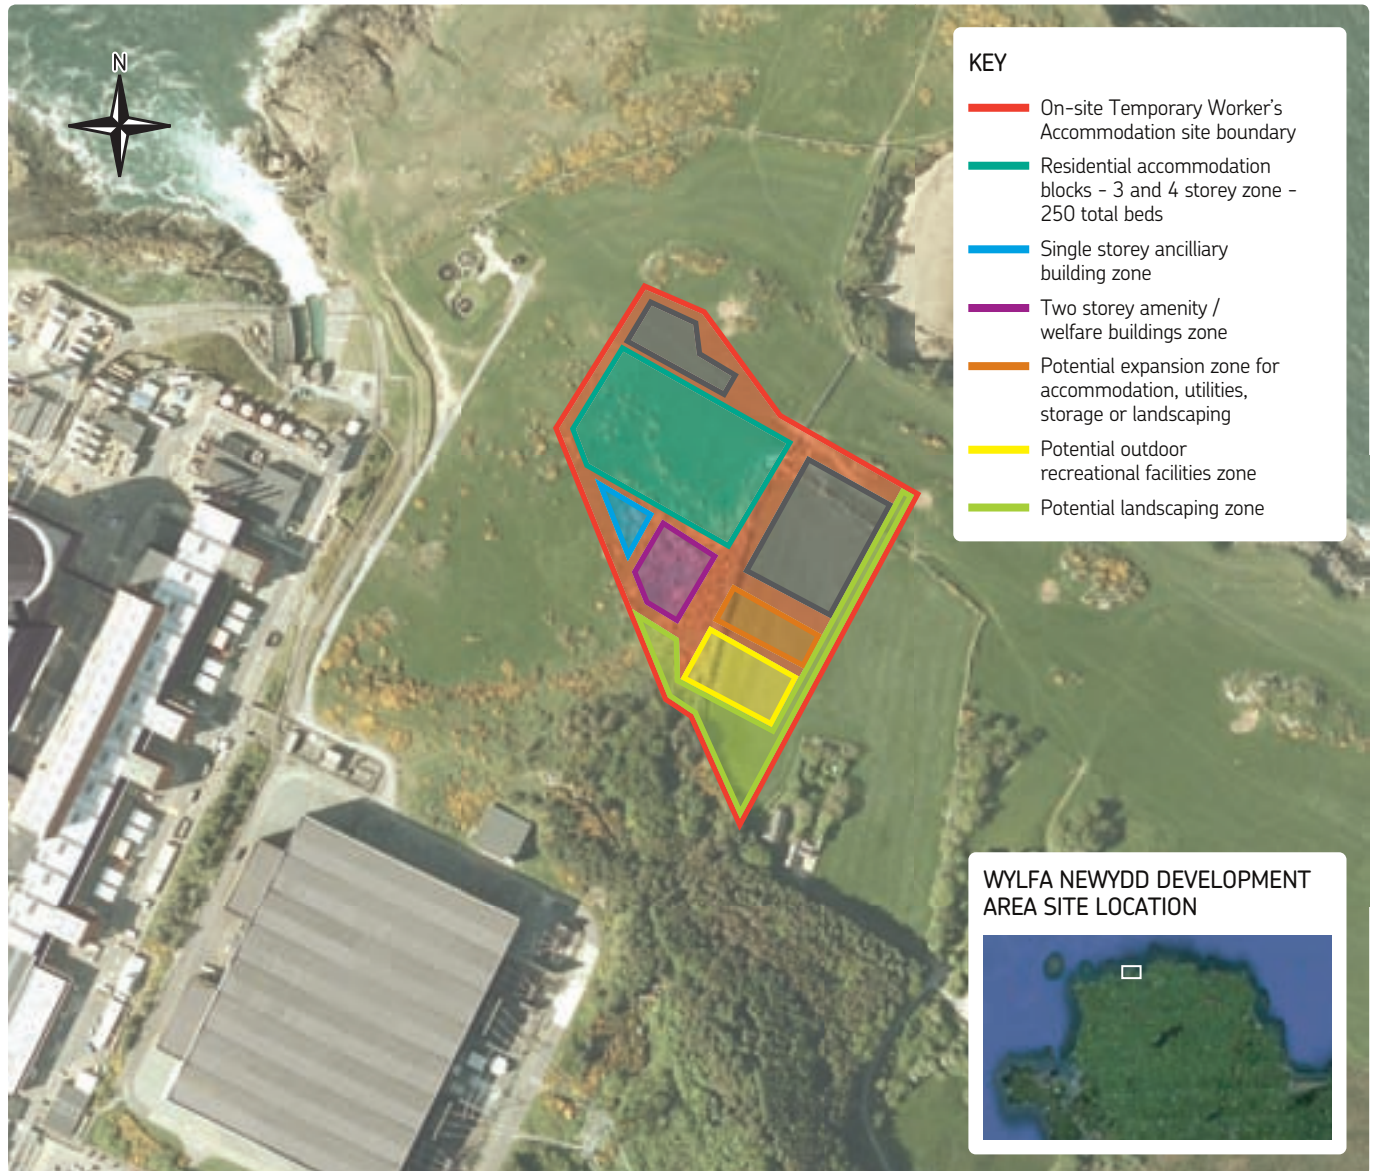 N
KEY
On-site Temporary Worker's
Accommodation site boundary
Residential accommodation
blocks - 3 and 4 storey zone -
250 total beds
Single storey ancilliary
building zone
Two storey amenity /
welfare buildings zone
Potential expansion zone for
accommodation, utilities,
storage or landscaping
Potential outdoor
recreational facilities zone
Potential landscaping zone
WYLFA NEWYDD DEVELOPMENT
AREA SITE LOCATION